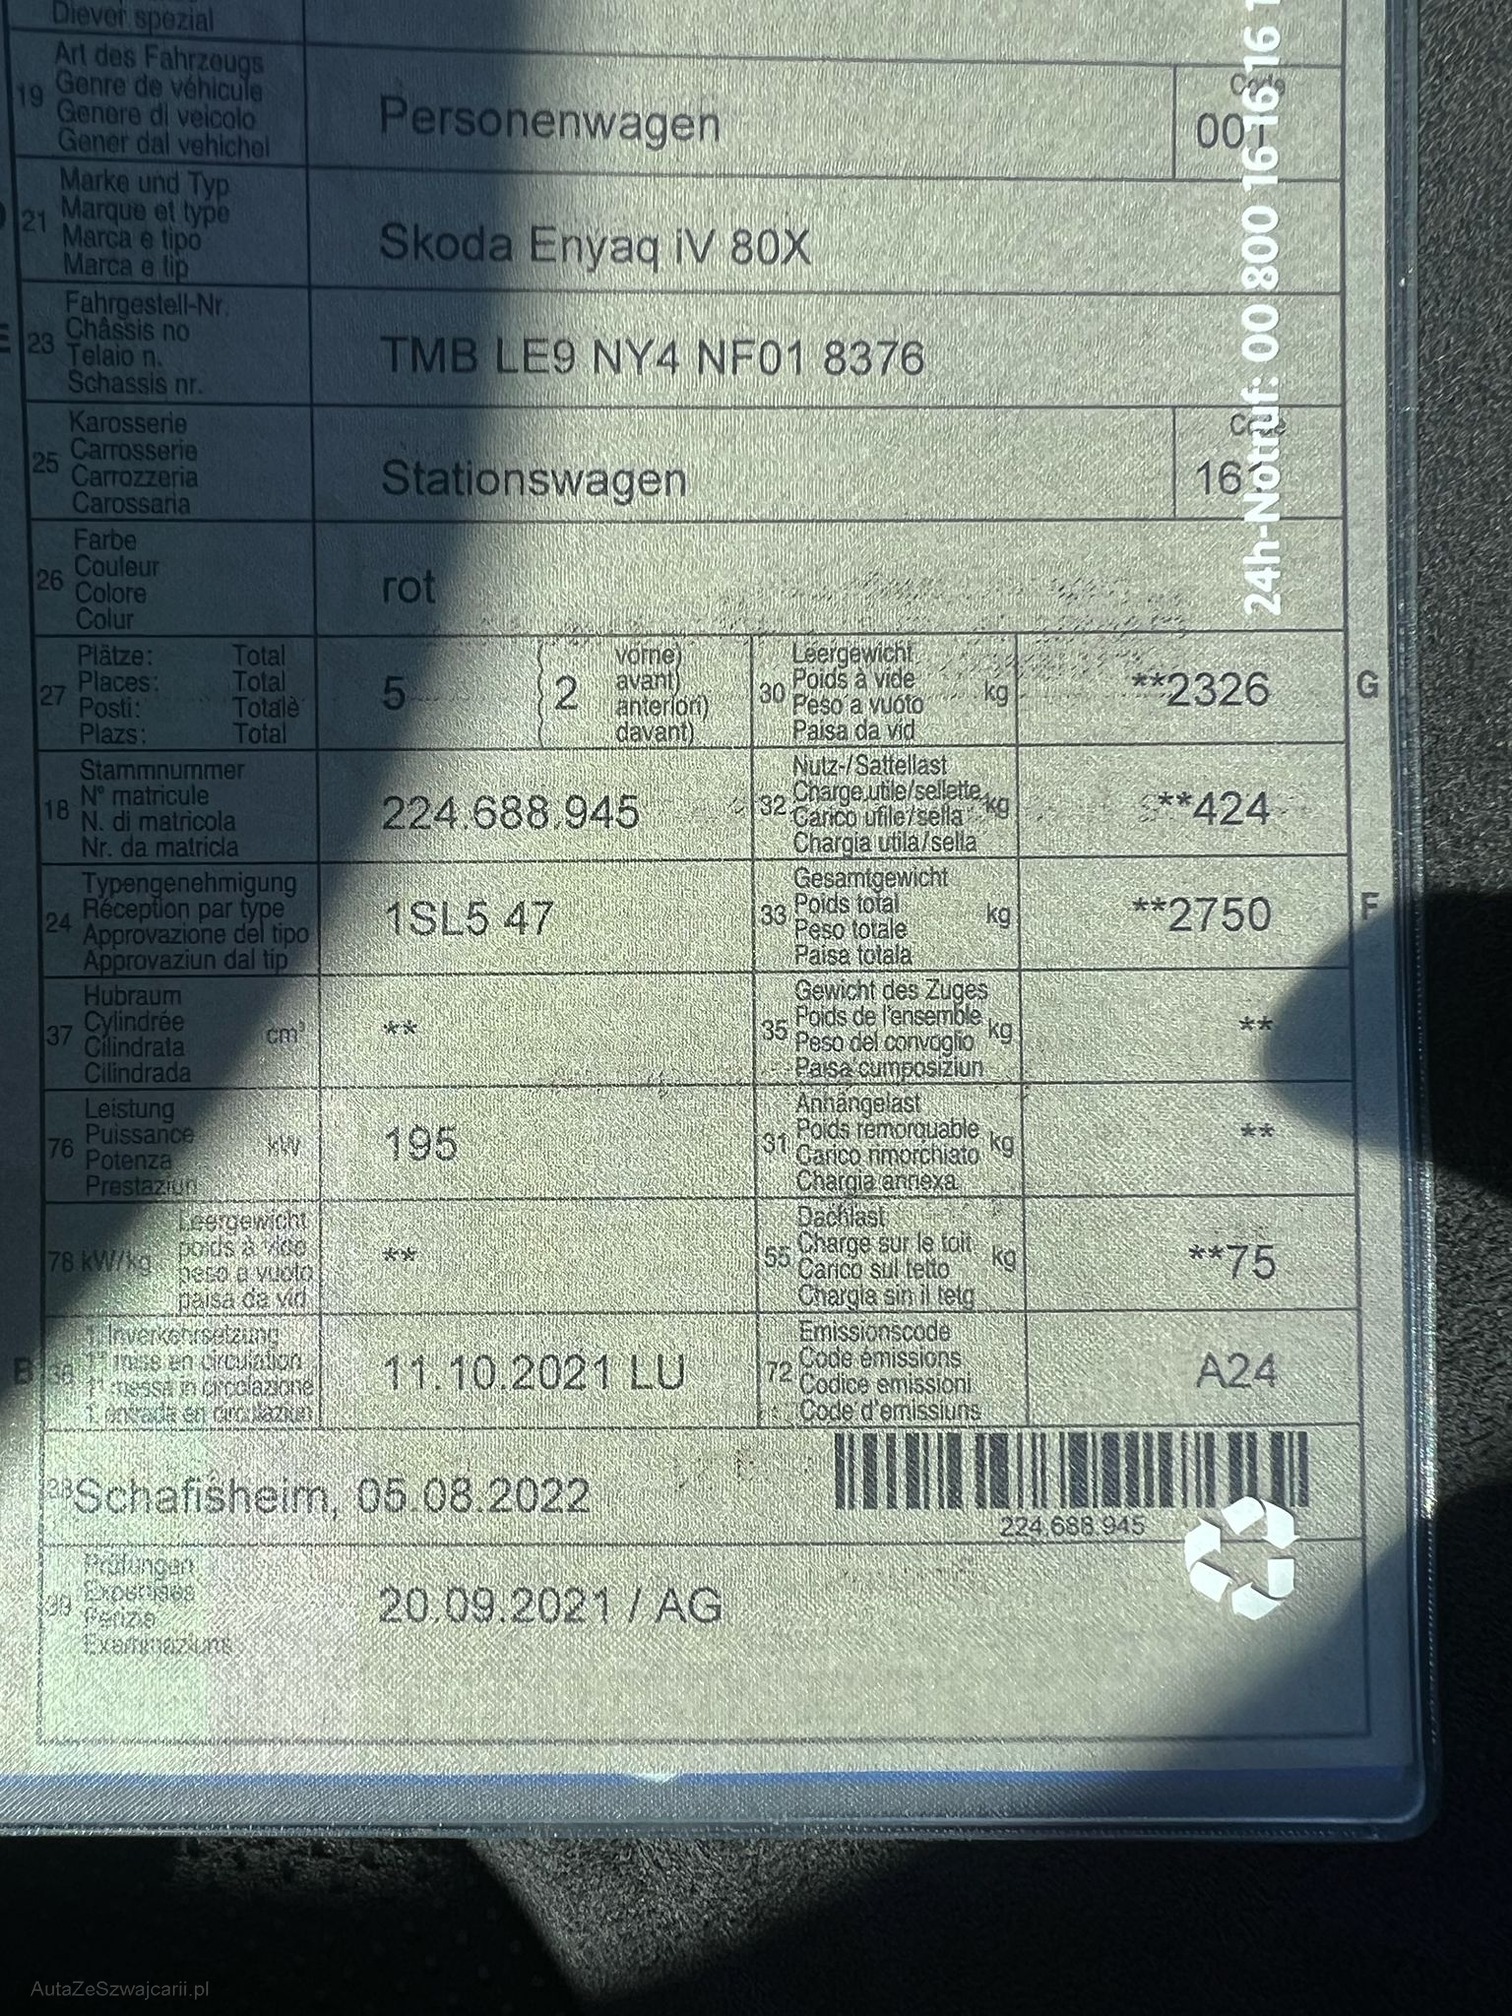 Diever spezial
19
Art des Fahrzeugs
Genre de véhicule
Genere di veicolo
Gener dal vehichel
Personenwagen
Code
00
21
Marke und Typ
Marque et type
Marca e tipo
Marca e tip
Skoda Enyaq iV 80X
E
23
Fahrgestell-Nr.
Châssis no
Telaio n.
Schassis nr.
TMB LE9 NY4 NF01 8376
25
Karosserie
Carrosserie
Carrozzeria
Carossaria
Stationswagen
Code
16
26
Farbe
Couleur
Colore
Colur
rot
27
Plätze: Total
Places: Total
Posti: Totale
Plazs: Total
5
2
vorne)
avant)
anteriori)
davant)
30
Leergewicht
Poids à vide
Peso a vuoto
Paisa da vid
kg
**2326
G
18
Stammnummer
N° matricule
N. di matricola
Nr. da matricla
224.688.945
32
Nutz-/Sattellast
Charge utile/sellette
Carico utile/sella
Chargia utila/sella
kg
**424
24
Typengenehmigung
Réception par type
Approvazione del tipo
Approvaziun dal tip
1SL5 47
33
Gesamtgewicht
Poids total
Peso totale
Paisa totala
kg
**2750
F
37
Hubraum
Cylindrée
Cilindrata
Cilindrada
cm³
**
35
Gewicht des Zuges
Poids de l'ensemble
Peso del convoglio
Paisa cumposiziun
kg
**
76
Leistung
Puissance
Potenza
Prestaziun
kW
195
31
Anhängelast
Poids remorquable
Carico rimorchiato
Chargia annexa
kg
**
78 kW/kg
Leergewicht
poids à vide
peso a vuoto
paisa da vid
**
55
Dachlast
Charge sur le toit
Carico sul tetto
Chargia sin il tetg
kg
**75
B
36
1. Inverkehrsetzung
1re mise en circulation
1a messa in circolazione
1. entrada en circulaziun
11.10.2021 LU
72
Emissionscode
Code émissions
Codice emissioni
Code d'emissiuns
A24
38
Schafisheim, 05.08.2022
224.688.945
39
Prüfungen
Expertises
Perizie
Examinaziuns
20.09.2021 / AG
24h-Notruf: 00 800 16 16 16 1
AutaZeSzwajcarii.pl